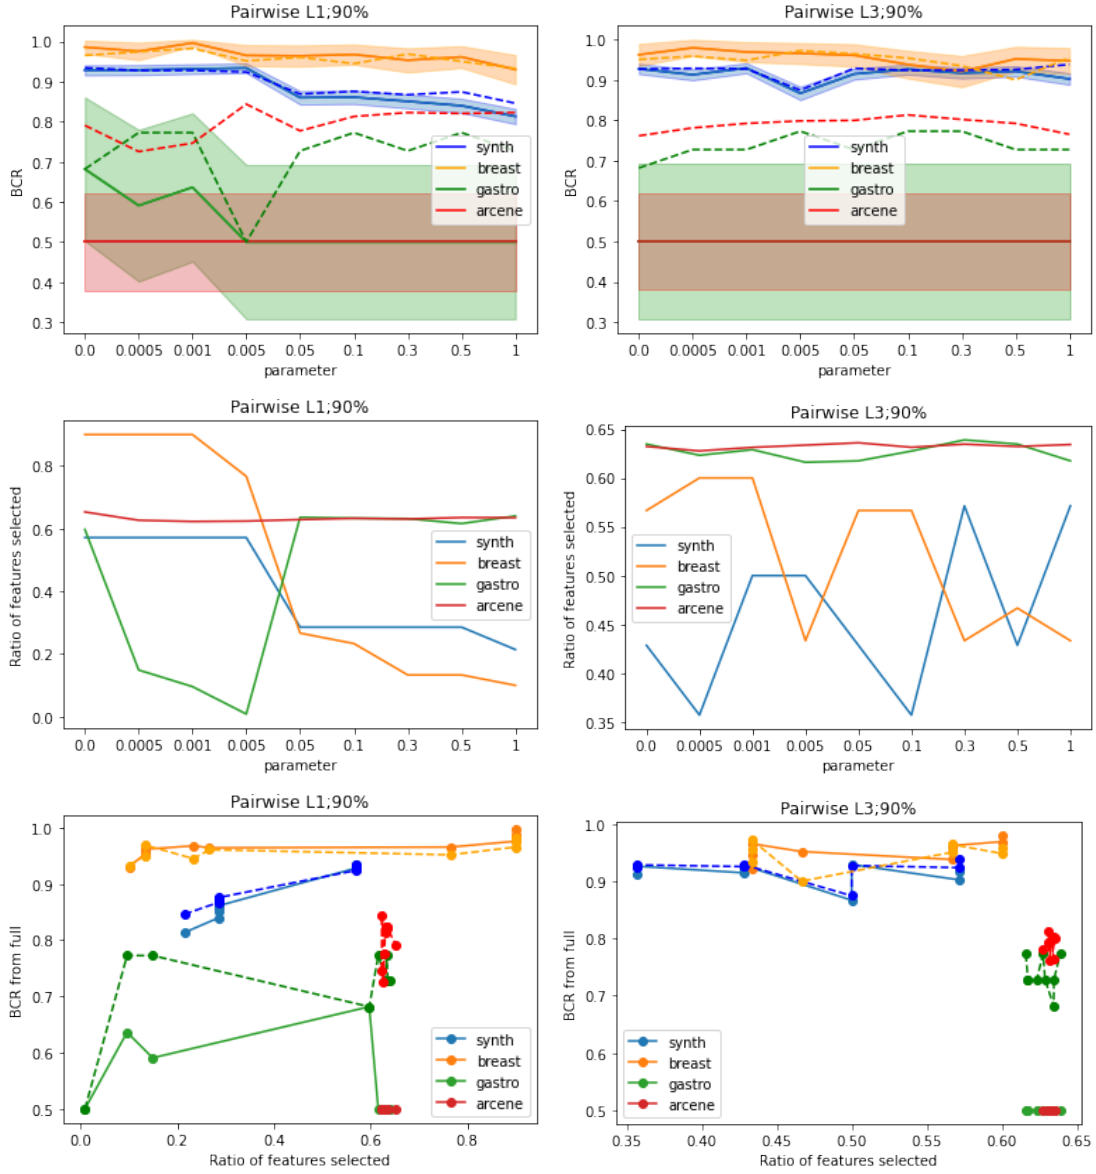 Pairwise L1;90%
BCR
1.0
0.9
0.8
0.7
0.6
0.5
0.4
0.3
synth
breast
gastro
arcene
0.0 0.0005 0.001 0.005 0.05 0.1 0.3 0.5 1
parameter
Pairwise L3;90%
BCR
1.0
0.9
0.8
0.7
0.6
0.5
0.4
0.3
synth
breast
gastro
arcene
0.0 0.0005 0.001 0.005 0.05 0.1 0.3 0.5 1
parameter
Pairwise L1;90%
Ratio of features selected
0.8
0.6
0.4
0.2
0.0
synth
breast
gastro
arcene
0.0 0.0005 0.001 0.005 0.05 0.1 0.3 0.5 1
parameter
Pairwise L3;90%
Ratio of features selected
0.65
0.60
0.55
0.50
0.45
0.40
0.35
synth
breast
gastro
arcene
0.0 0.0005 0.001 0.005 0.05 0.1 0.3 0.5 1
parameter
Pairwise L1;90%
BCR from full
1.0
0.9
0.8
0.7
0.6
0.5
synth
breast
gastro
arcene
0.0 0.2 0.4 0.6 0.8
Ratio of features selected
Pairwise L3;90%
BCR from full
1.0
0.9
0.8
0.7
0.6
0.5
synth
breast
gastro
arcene
0.35 0.40 0.45 0.50 0.55 0.60 0.65
Ratio of features selected